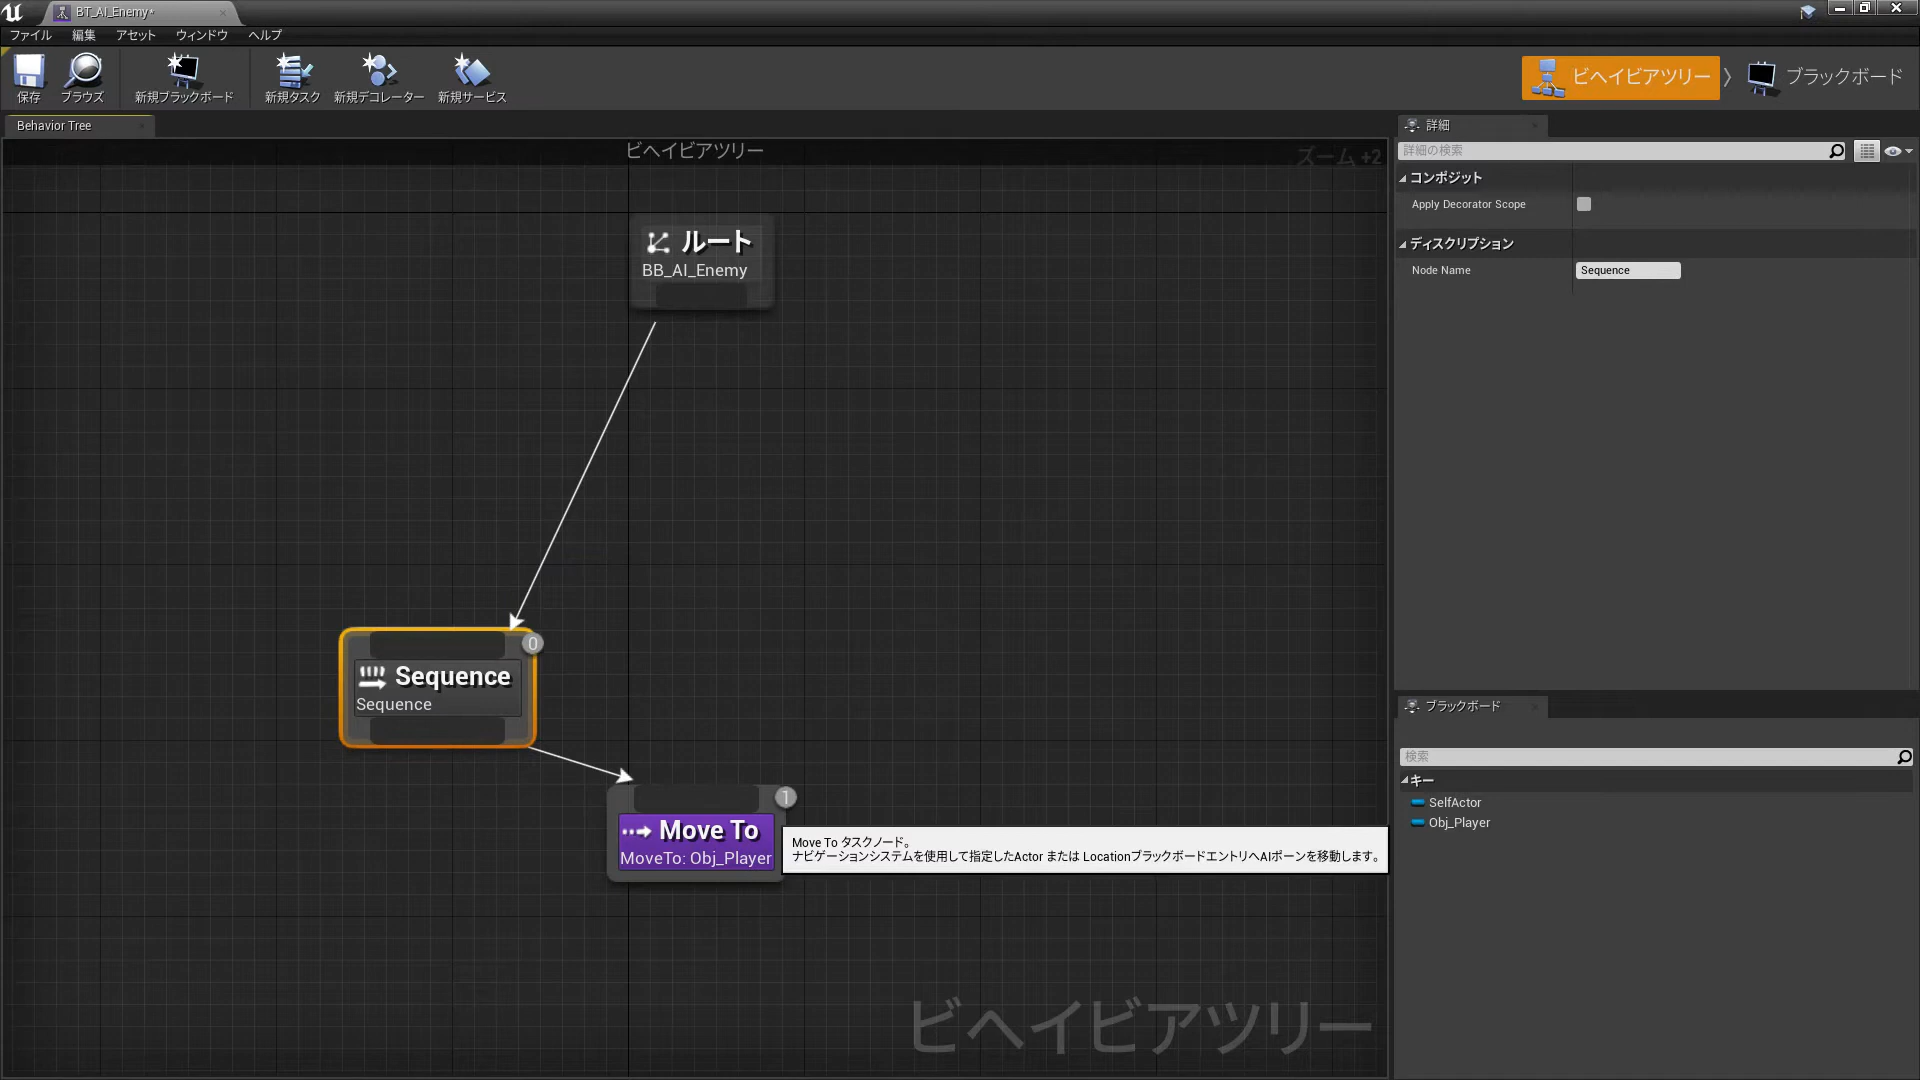 BT_AI_Enemy*
ファイル 編集 アセット ウィンドウ ヘルプ
保存 ブラウズ 新規ブラックボード 新規タスク 新規デコレーター 新規サービス
ビヘイビアツリー ブラックボード
Behavior Tree
ビヘイビアツリー
ズーム +2
ルート
BB_AI_Enemy
0
Sequence
Sequence
1
Move To
MoveTo: Obj_Player
Move To タスクノード。
ナビゲーションシステムを使用して指定したActor または LocationブラックボードエントリへAIポーンを移動します。
ビヘイビアツリー
詳細
詳細の検索
コンポジット
Apply Decorator Scope
ディスクリプション
Node Name Sequence
ブラックボード
検索
キー
SelfActor
Obj_Player